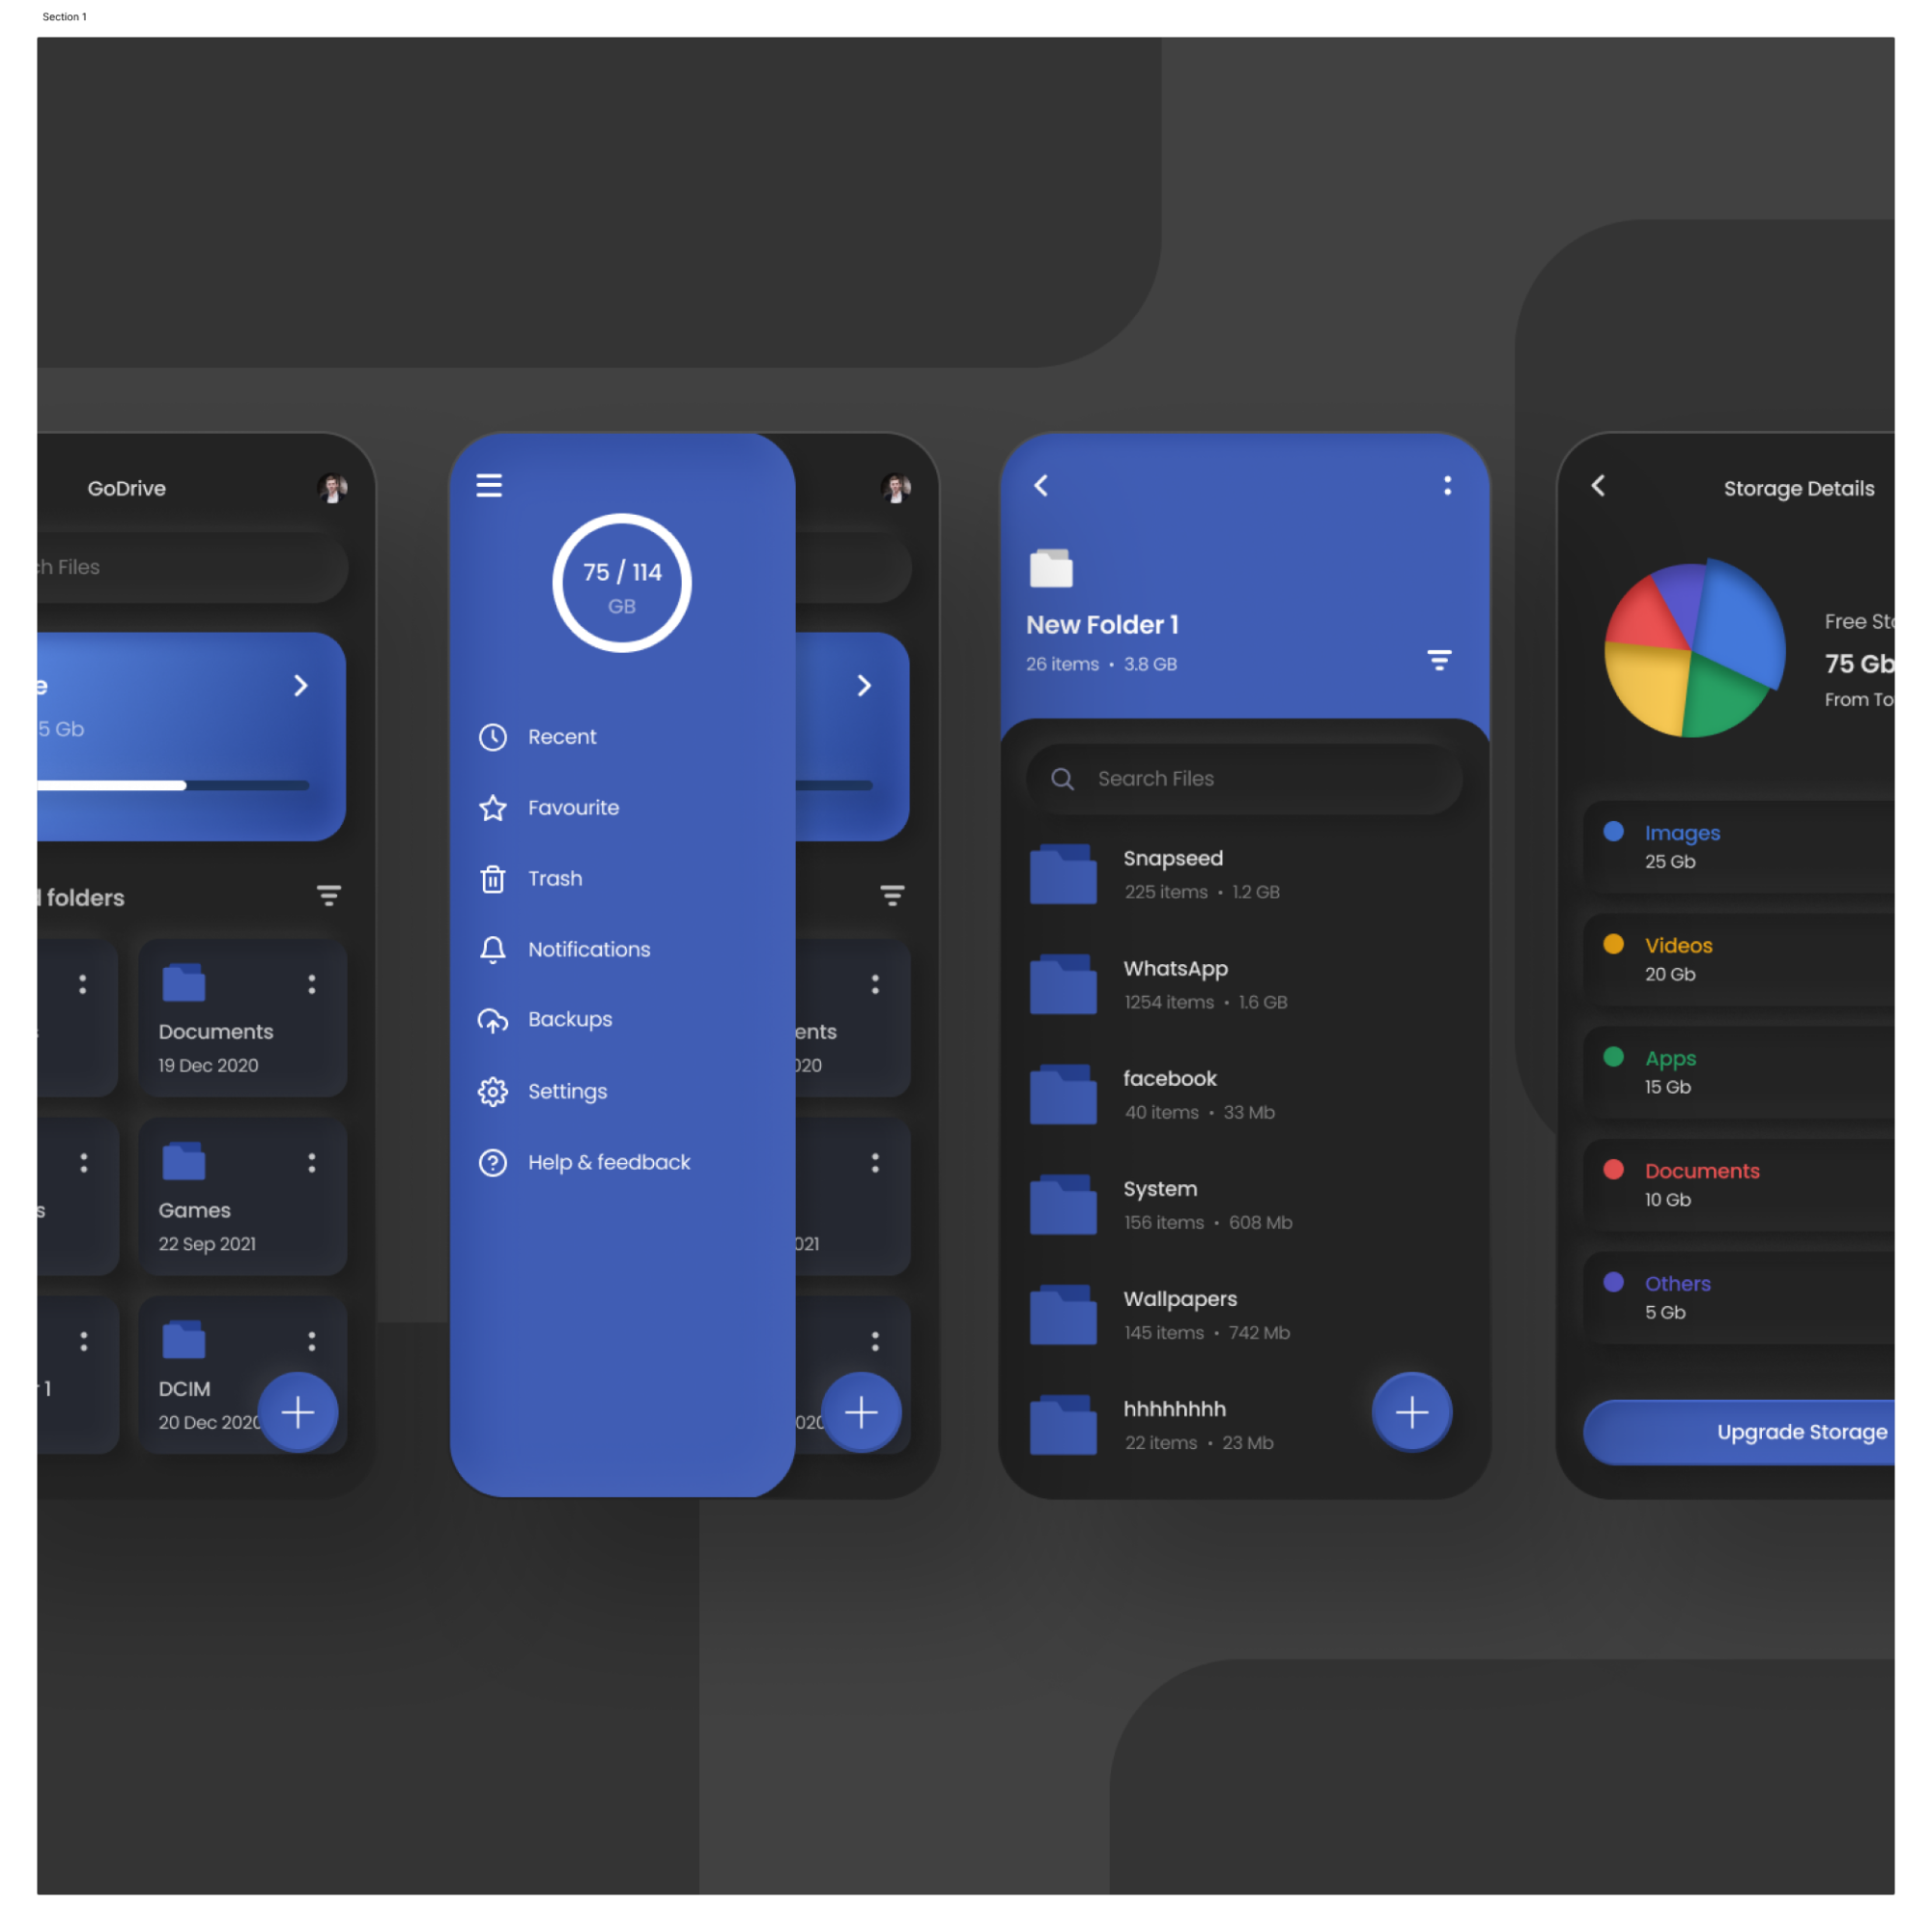 Section 1
GoDrive
Files
5 Gb
folders
Documents
19 Dec 2020
Games
22 Sep 2021
1
DCIM
20 Dec 2020
75 / 114
GB
Recent
Favourite
Trash
Notifications
Backups
Settings
Help & feedback
ents
020
021
020
New Folder 1
26 items • 3.8 GB
Search Files
Snapseed
225 items • 1.2 GB
WhatsApp
1254 items • 1.6 GB
facebook
40 items • 33 Mb
System
156 items • 608 Mb
Wallpapers
145 items • 742 Mb
hhhhhhhh
22 items • 23 Mb
Storage Details
Free Sto
75 Gb
From To
Images
25 Gb
Videos
20 Gb
Apps
15 Gb
Documents
10 Gb
Others
5 Gb
Upgrade Storage